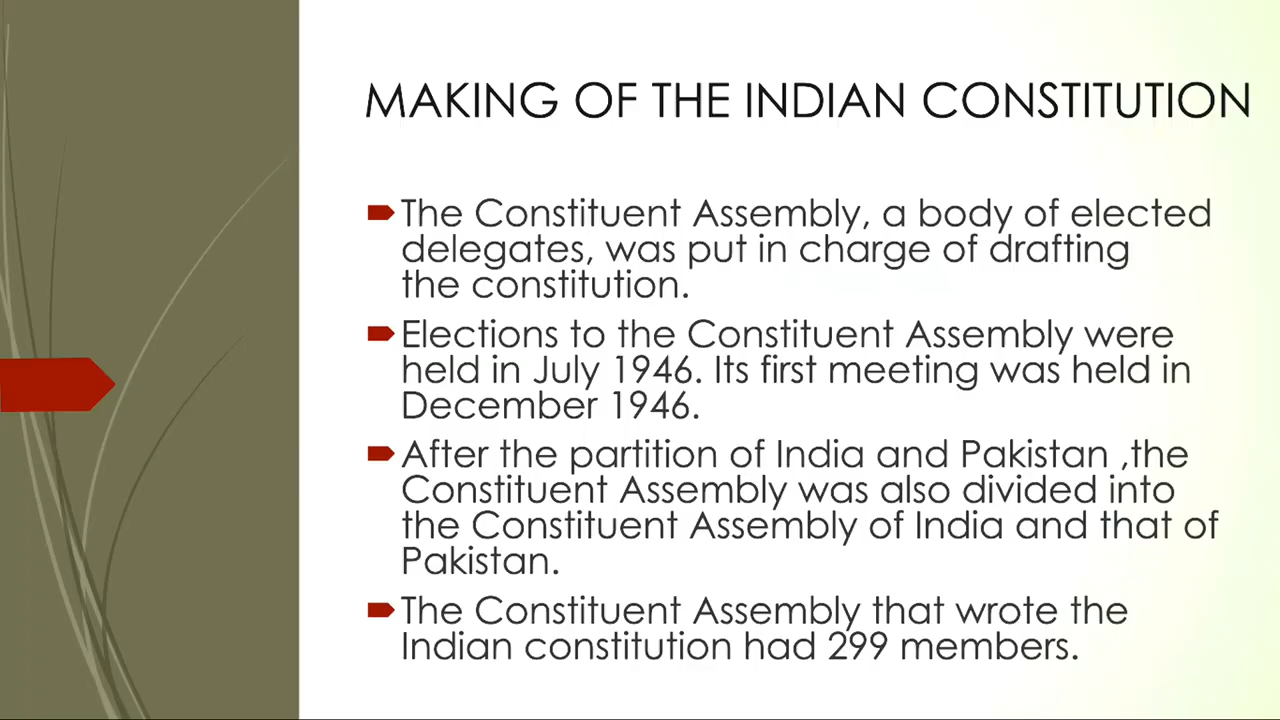 MAKING OF THE INDIAN CONSTITUTION
The Constituent Assembly, a body of elected
delegates, was put in charge of drafting
the constitution.
Elections to the Constituent Assembly were
held in July 1946. Its first meeting was held in
December 1946.
After the partition of India and Pakistan ,the
Constituent Assembly was also divided into
the Constituent Assembly of India and that of
Pakistan.
The Constituent Assembly that wrote the
Indian constitution had 299 members.